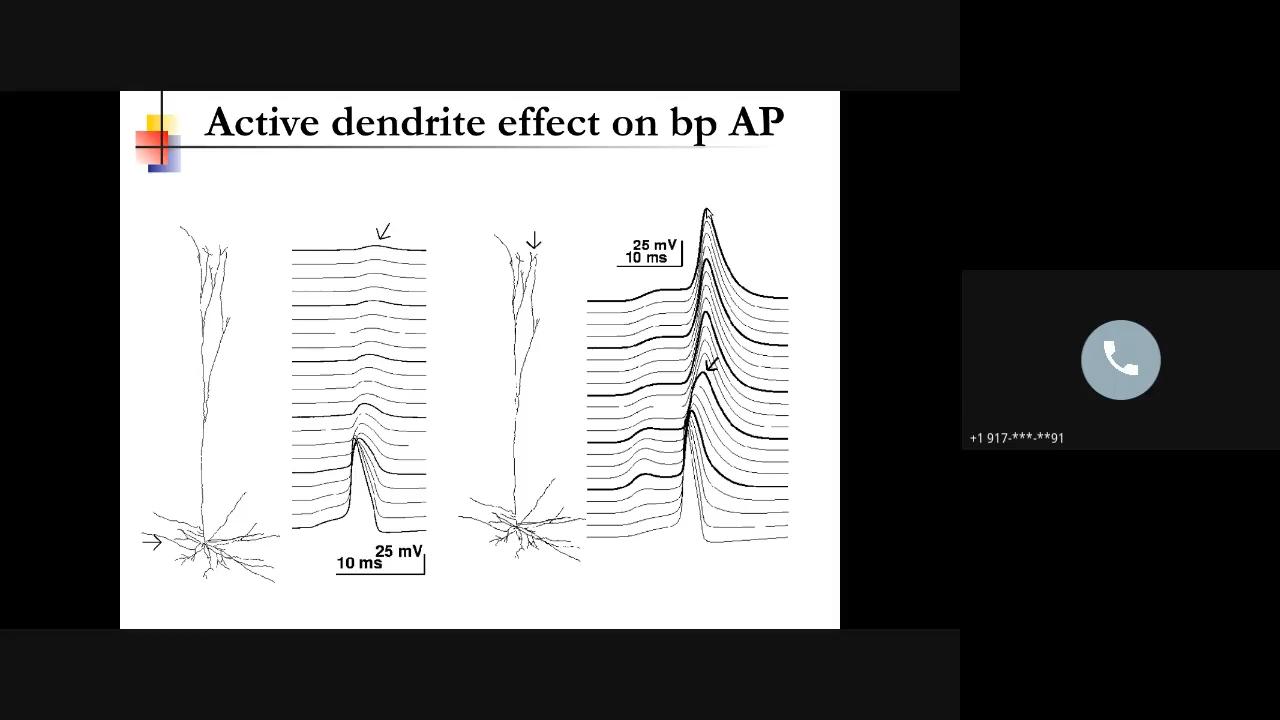 Active dendrite effect on bp AP
25 mV
10 ms
25 mV
10 ms
+1 917-***-**91